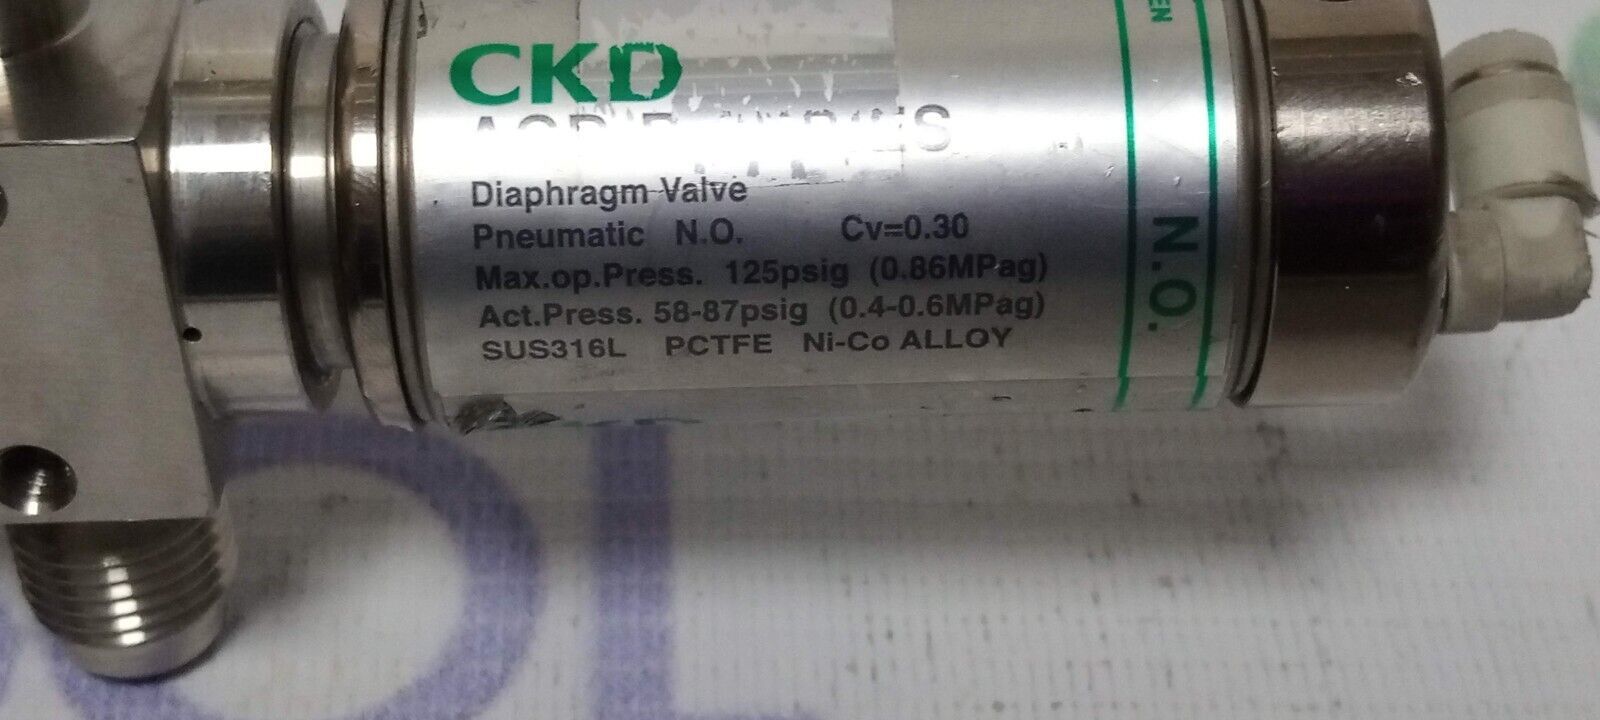 CKD
Diaphragm Valve
Pneumatic N.O. Cv=0.30
Max.op.Press. 125psig (0.86MPag)
Act.Press. 58-87psig (0.4-0.6MPag)
SUS316L PCTFE Ni-Co ALLOY
N.O.